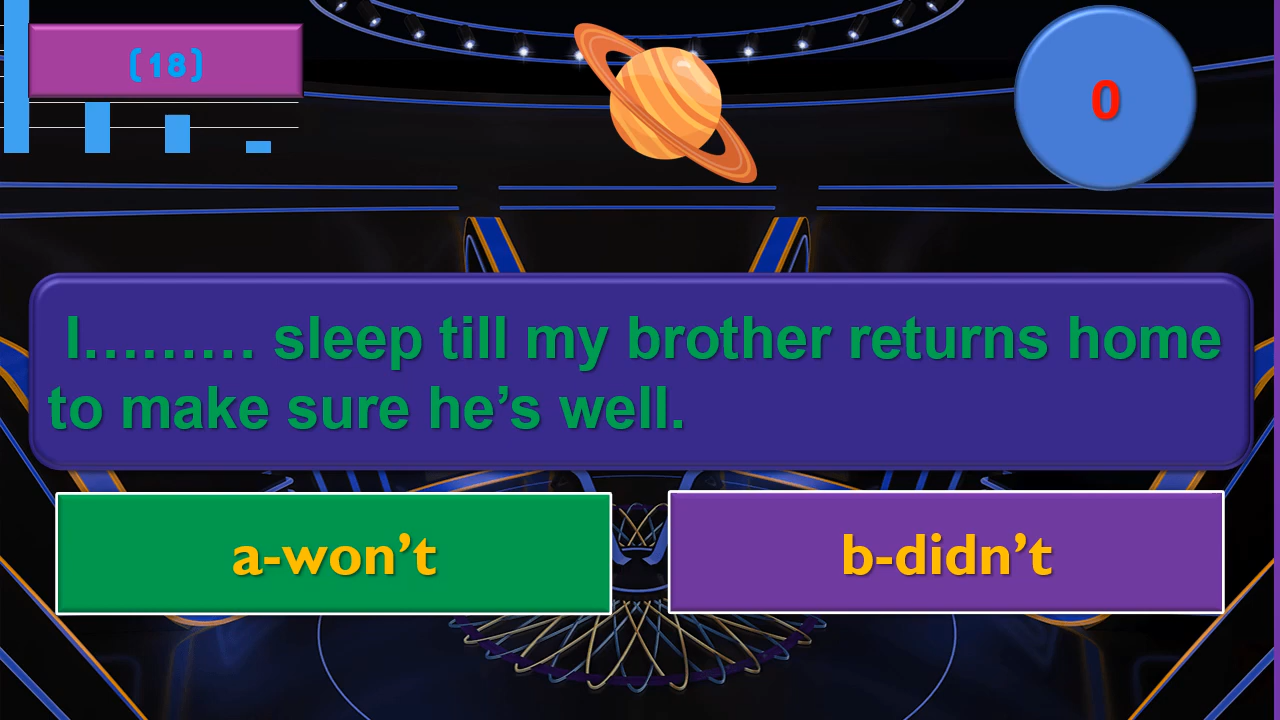 (18)
0
I……… sleep till my brother returns home
to make sure he’s well.
a-won’t
b-didn’t